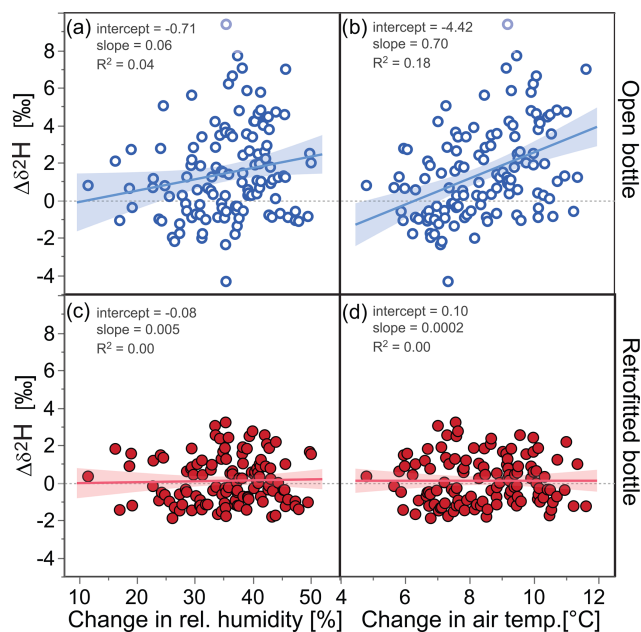 (a) intercept = -0.71
slope = 0.06
R² = 0.04
(b) intercept = -4.42
slope = 0.70
R² = 0.18
8
6
4
2
0
-2
-4
Δδ2H [‰]
Open bottle
(c) intercept = -0.08
slope = 0.005
R² = 0.00
(d) intercept = 0.10
slope = 0.0002
R² = 0.00
8
4
2
0
-2
-4
Δδ2H [‰]
Retrofitted bottle
10 20 30 40 50 4 6 8 10 12
Change in rel. humidity [%] Change in air temp.[°C]